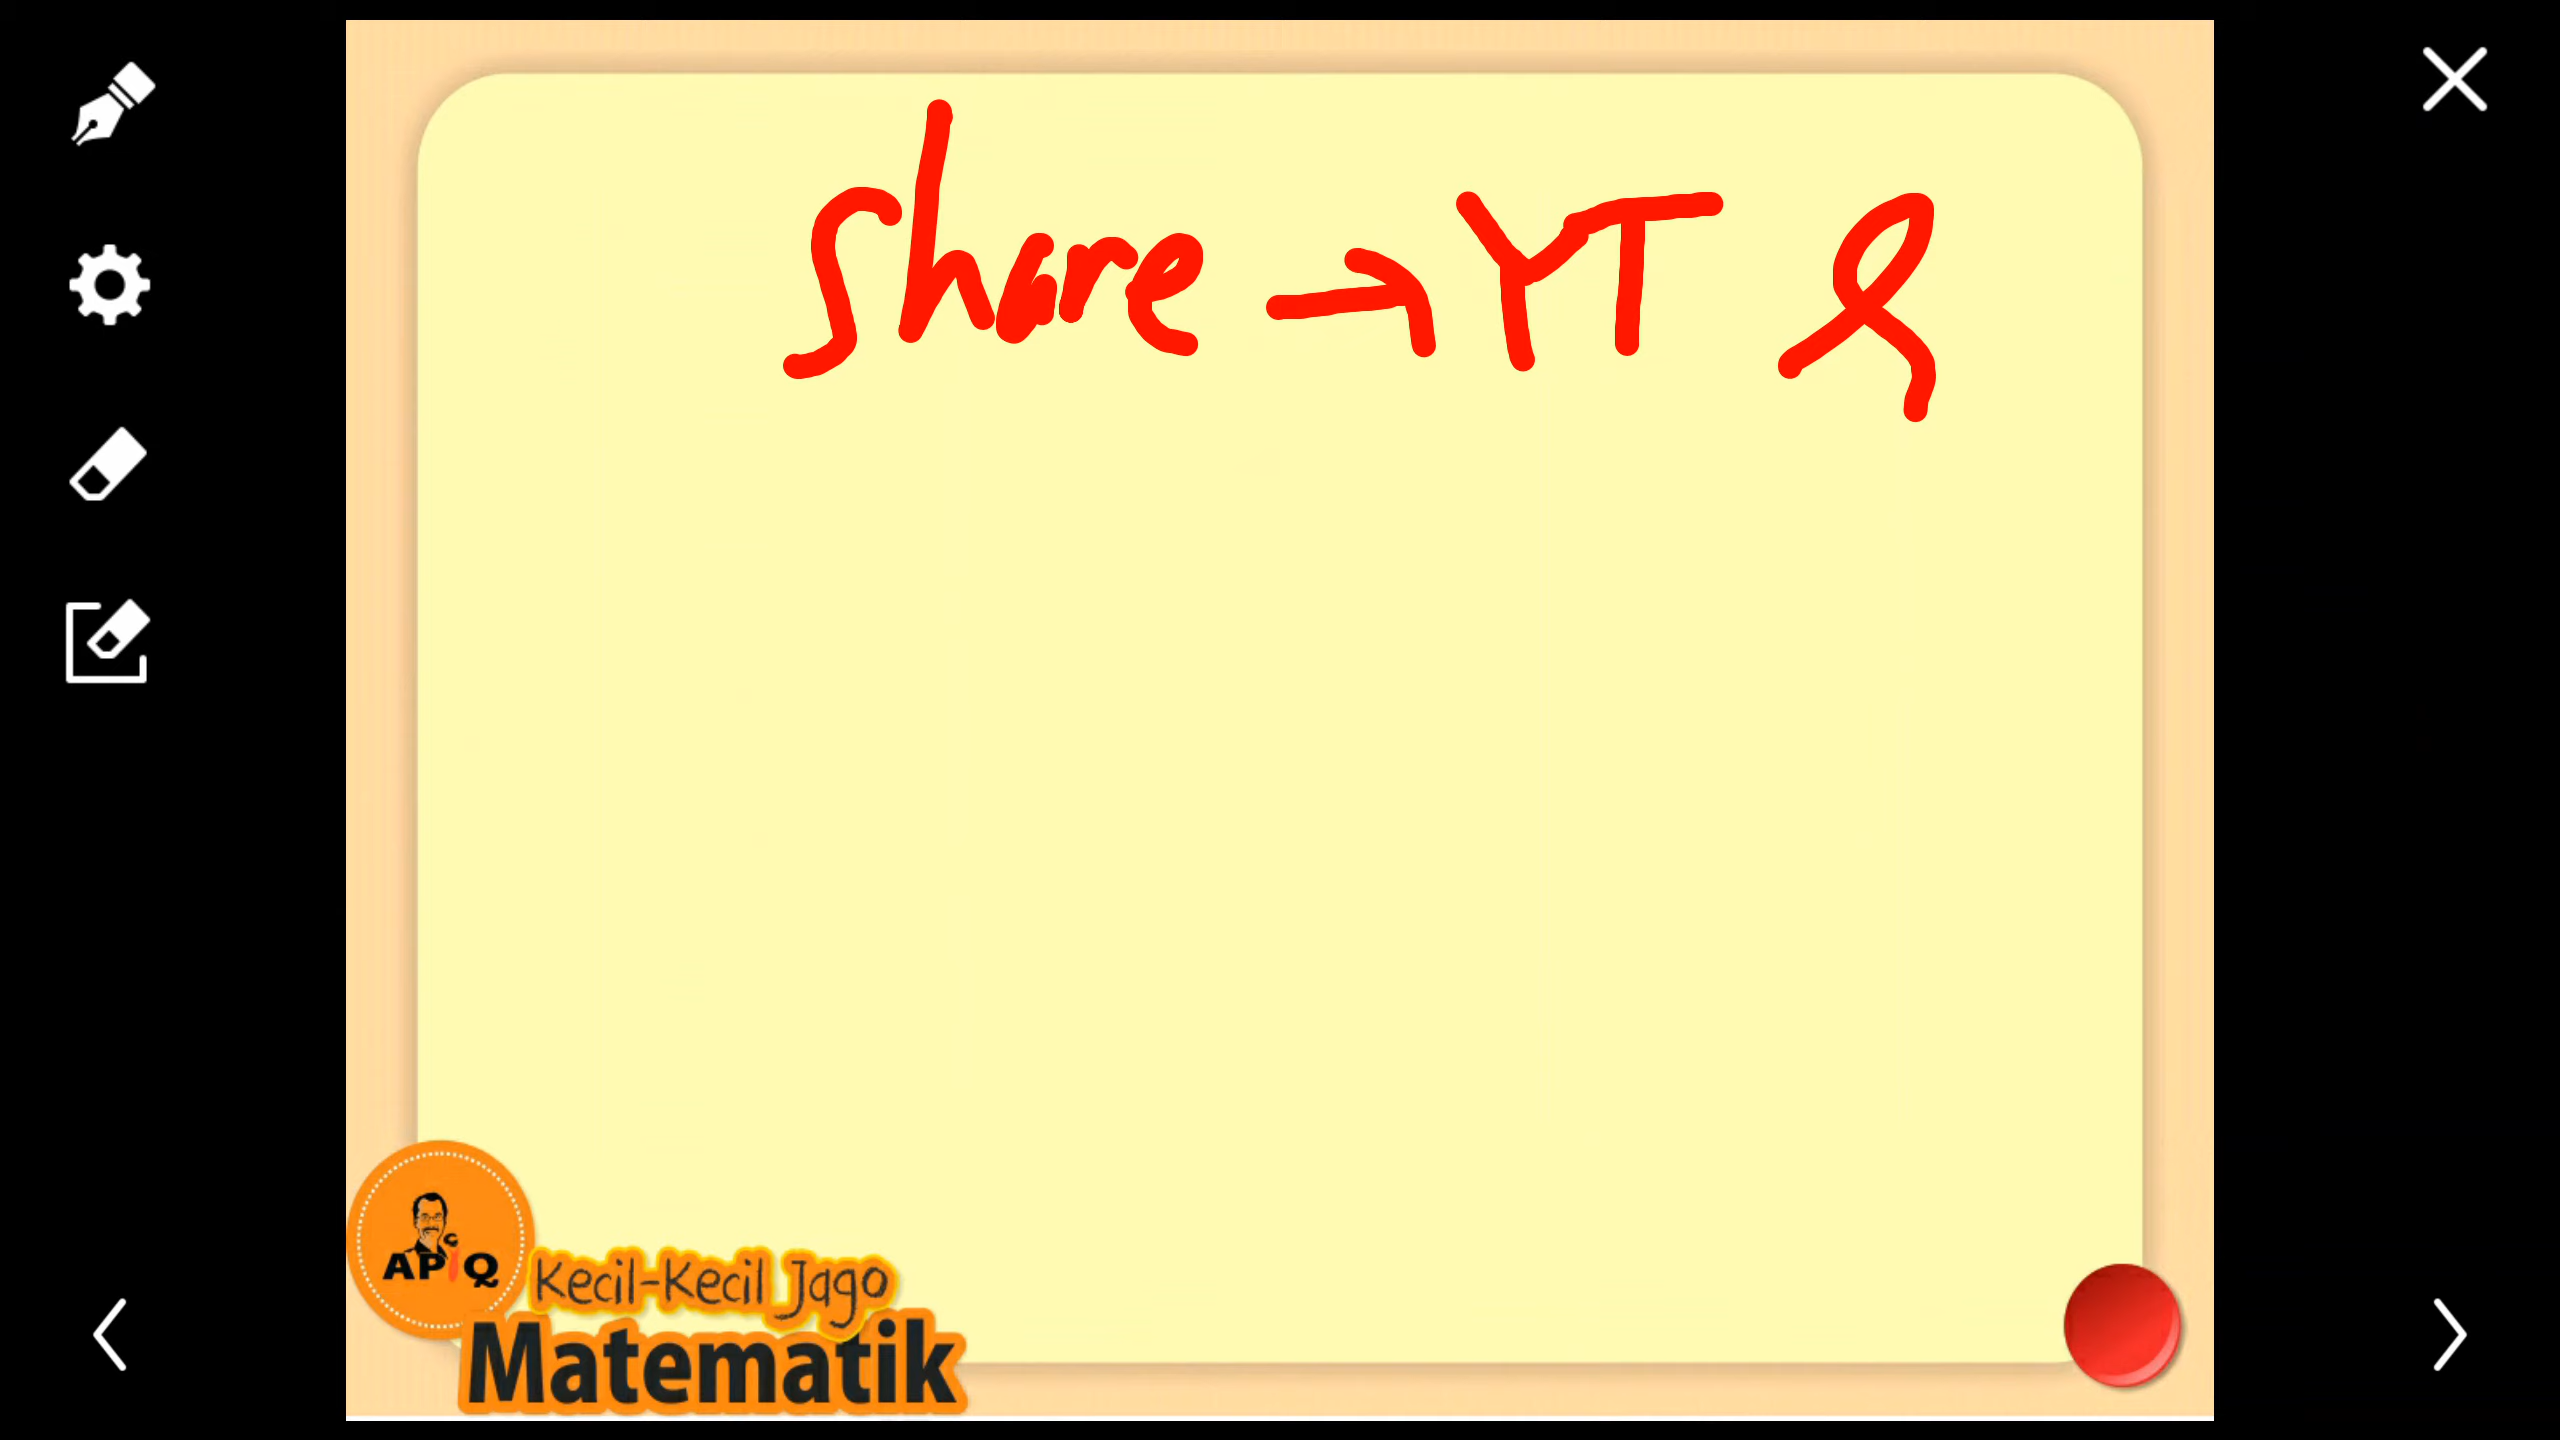 Share → YT
APIQ
Kecil-Kecil Jago
Matematik